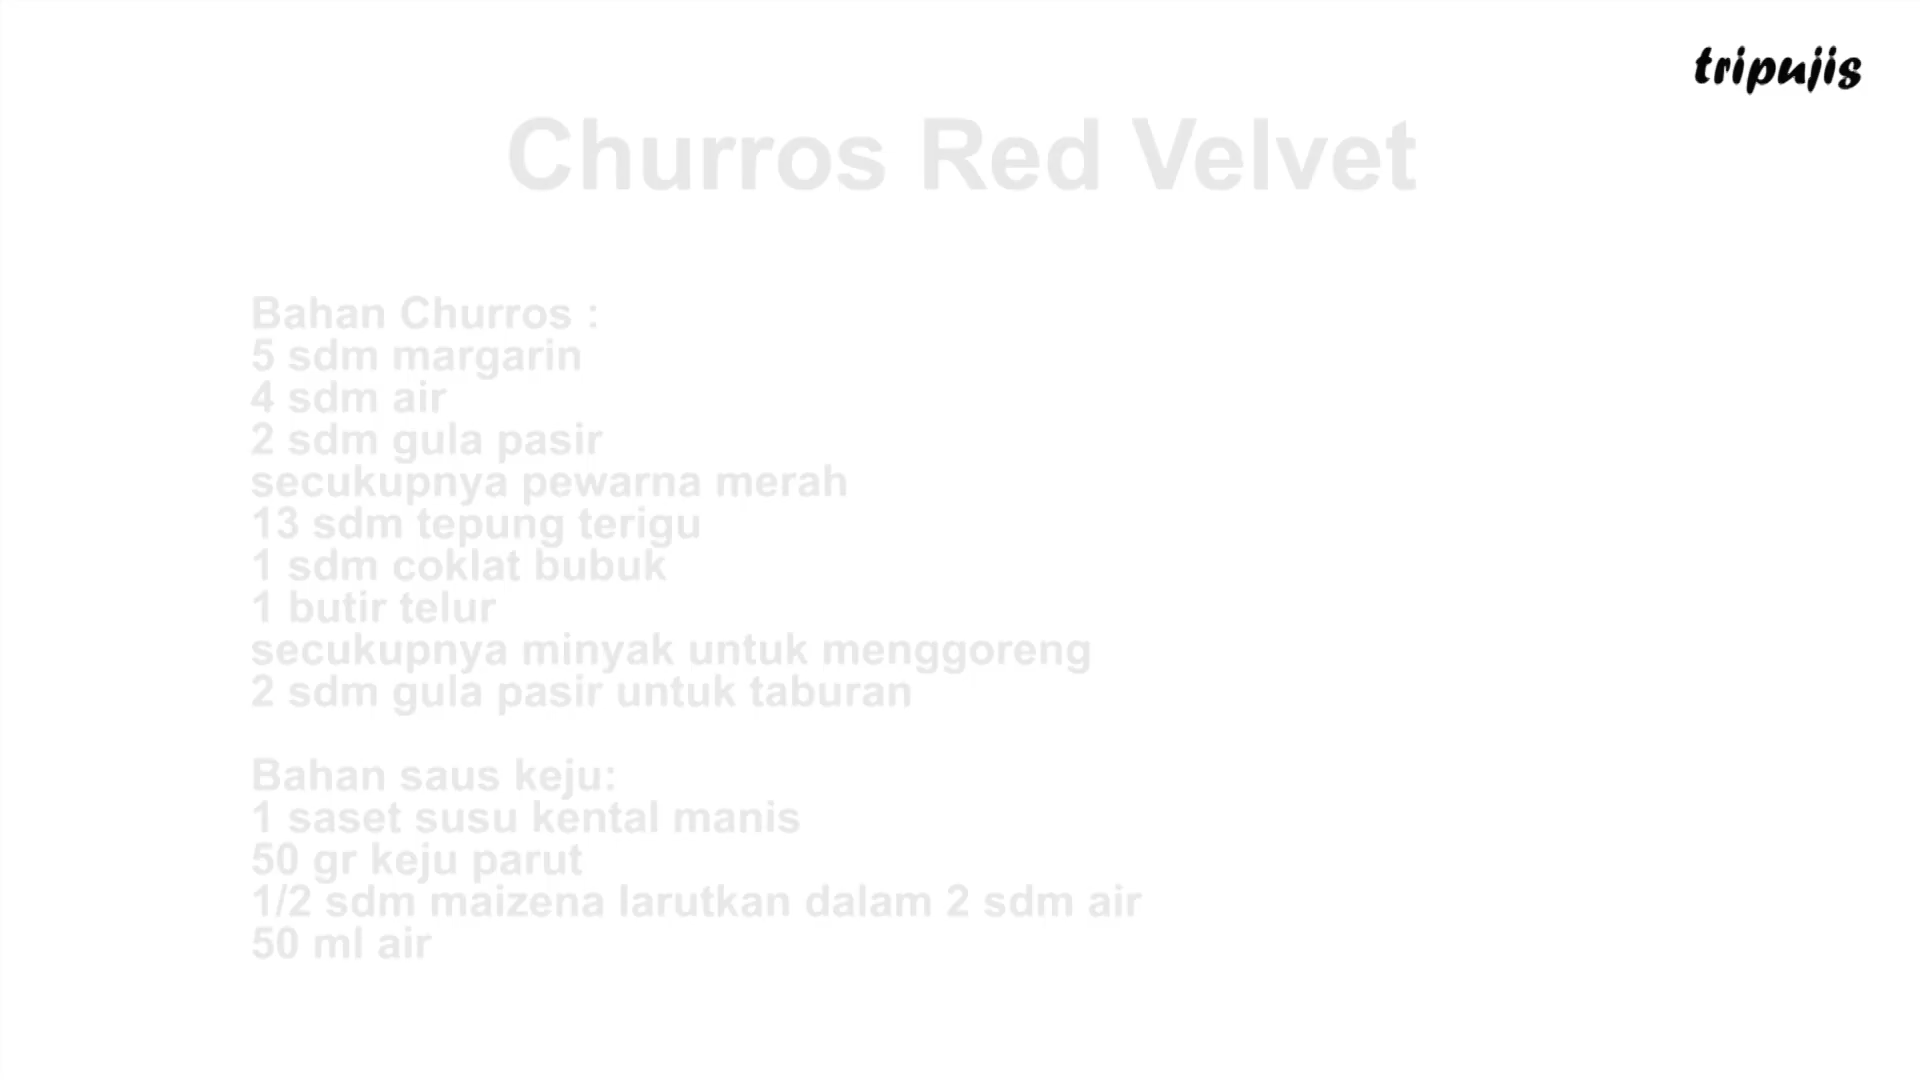 tripujis
Churros Red Velvet
Bahan Churros :
5 sdm margarin
4 sdm air
2 sdm gula pasir
secukupnya pewarna merah
13 sdm tepung terigu
1 sdm coklat bubuk
1 butir telur
secukupnya minyak untuk menggoreng
2 sdm gula pasir untuk taburan
Bahan saus keju:
1 saset susu kental manis
50 gr keju parut
1/2 sdm maizena larutkan dalam 2 sdm air
50 ml air